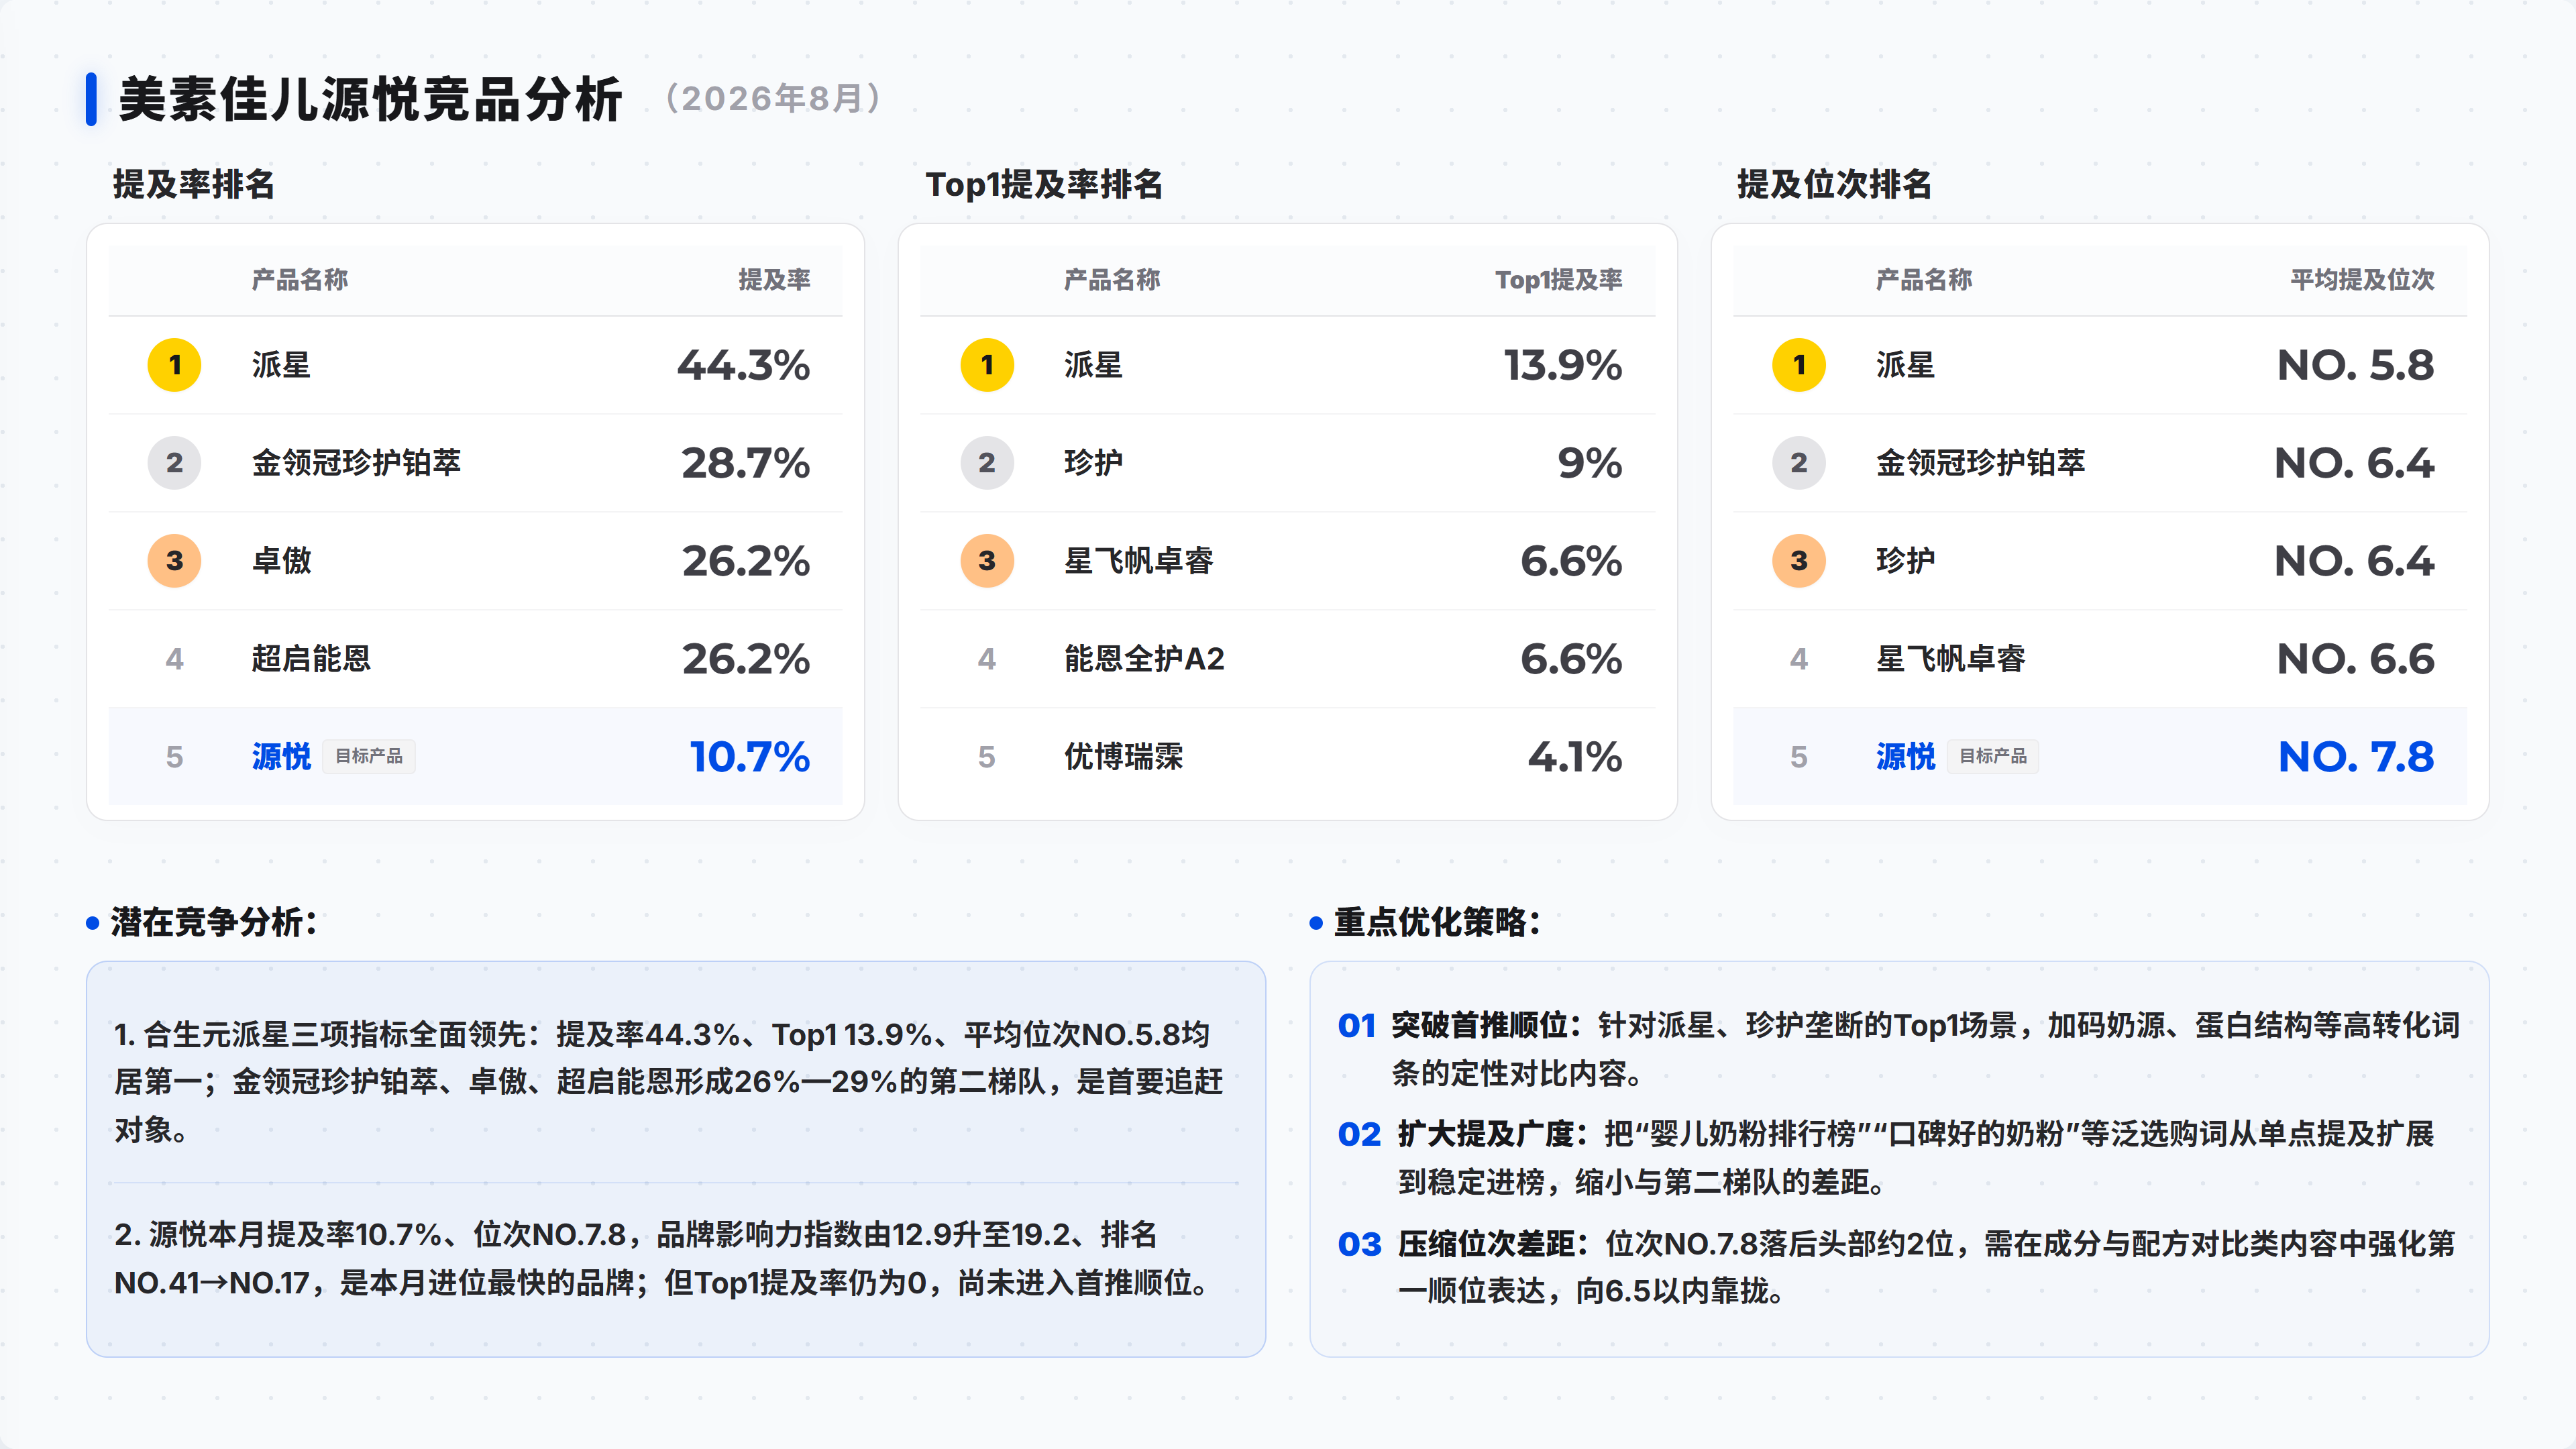 美素佳儿源悦竞品分析 （2026年8月）
提及率排名
产品名称 提及率
1 派星 44.3%
2 金领冠珍护铂萃 28.7%
3 卓傲 26.2%
4 超启能恩 26.2%
5 源悦 目标产品 10.7%
Top1提及率排名
产品名称 Top1提及率
1 派星 13.9%
2 珍护 9%
3 星飞帆卓睿 6.6%
4 能恩全护A2 6.6%
5 优博瑞霂 4.1%
提及位次排名
产品名称 平均提及位次
1 派星 NO. 5.8
2 金领冠珍护铂萃 NO. 6.4
3 珍护 NO. 6.4
4 星飞帆卓睿 NO. 6.6
5 源悦 目标产品 NO. 7.8
潜在竞争分析：
1. 合生元派星三项指标全面领先：提及率44.3%、Top1 13.9%、平均位次NO.5.8均
居第一；金领冠珍护铂萃、卓傲、超启能恩形成26%—29%的第二梯队，是首要追赶
对象。
2. 源悦本月提及率10.7%、位次NO.7.8，品牌影响力指数由12.9升至19.2、排名
NO.41→NO.17，是本月进位最快的品牌；但Top1提及率仍为0，尚未进入首推顺位。
重点优化策略：
01 突破首推顺位：针对派星、珍护垄断的Top1场景，加码奶源、蛋白结构等高转化词
条的定性对比内容。
02 扩大提及广度：把“婴儿奶粉排行榜”“口碑好的奶粉”等泛选购词从单点提及扩展
到稳定进榜，缩小与第二梯队的差距。
03 压缩位次差距：位次NO.7.8落后头部约2位，需在成分与配方对比类内容中强化第
一顺位表达，向6.5以内靠拢。